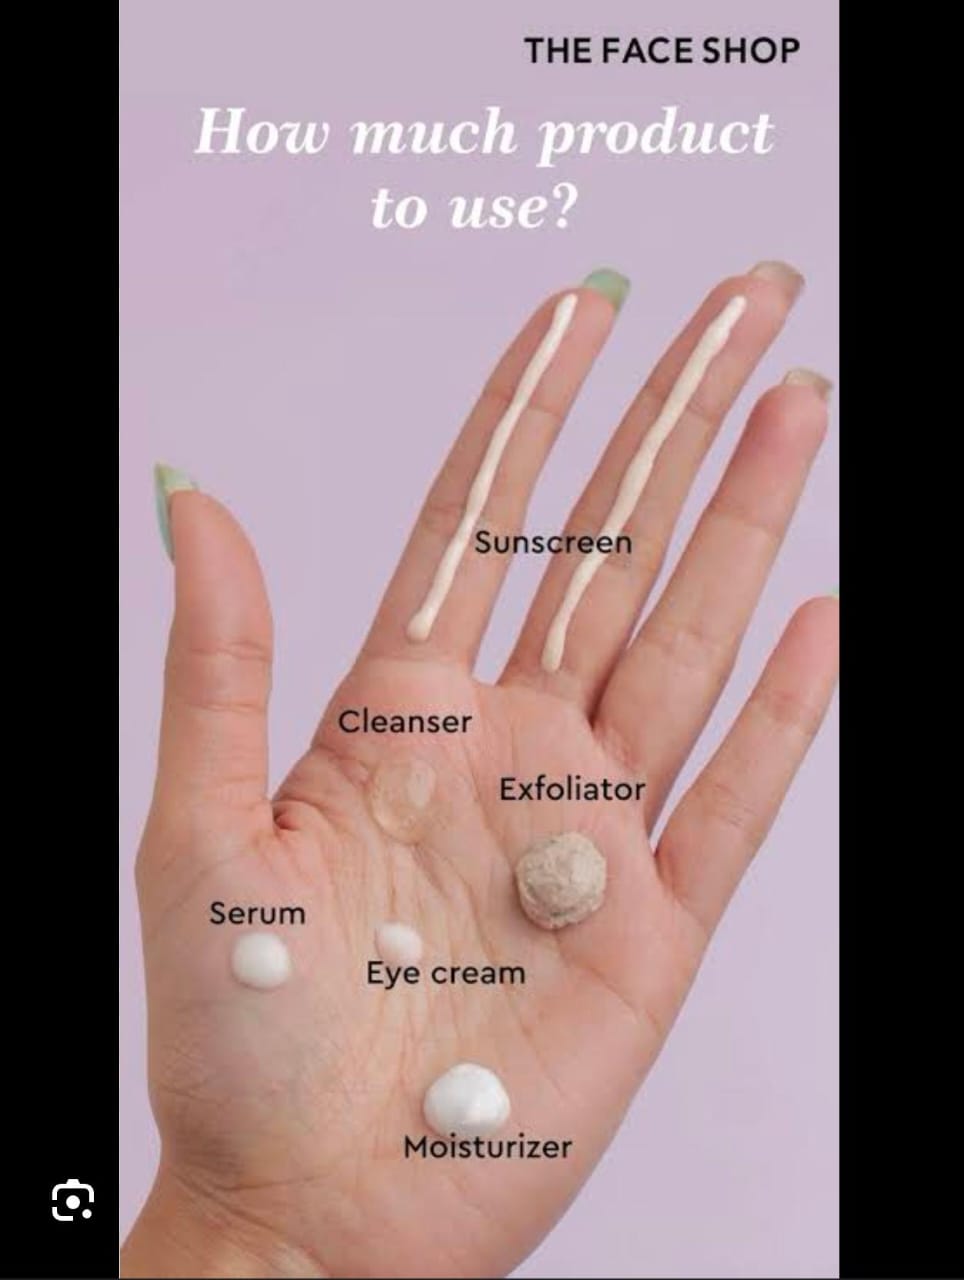 THE FACE SHOP
How much product
to use?
Sunscreen
Cleanser
Exfoliator
Serum
Eye cream
Moisturizer